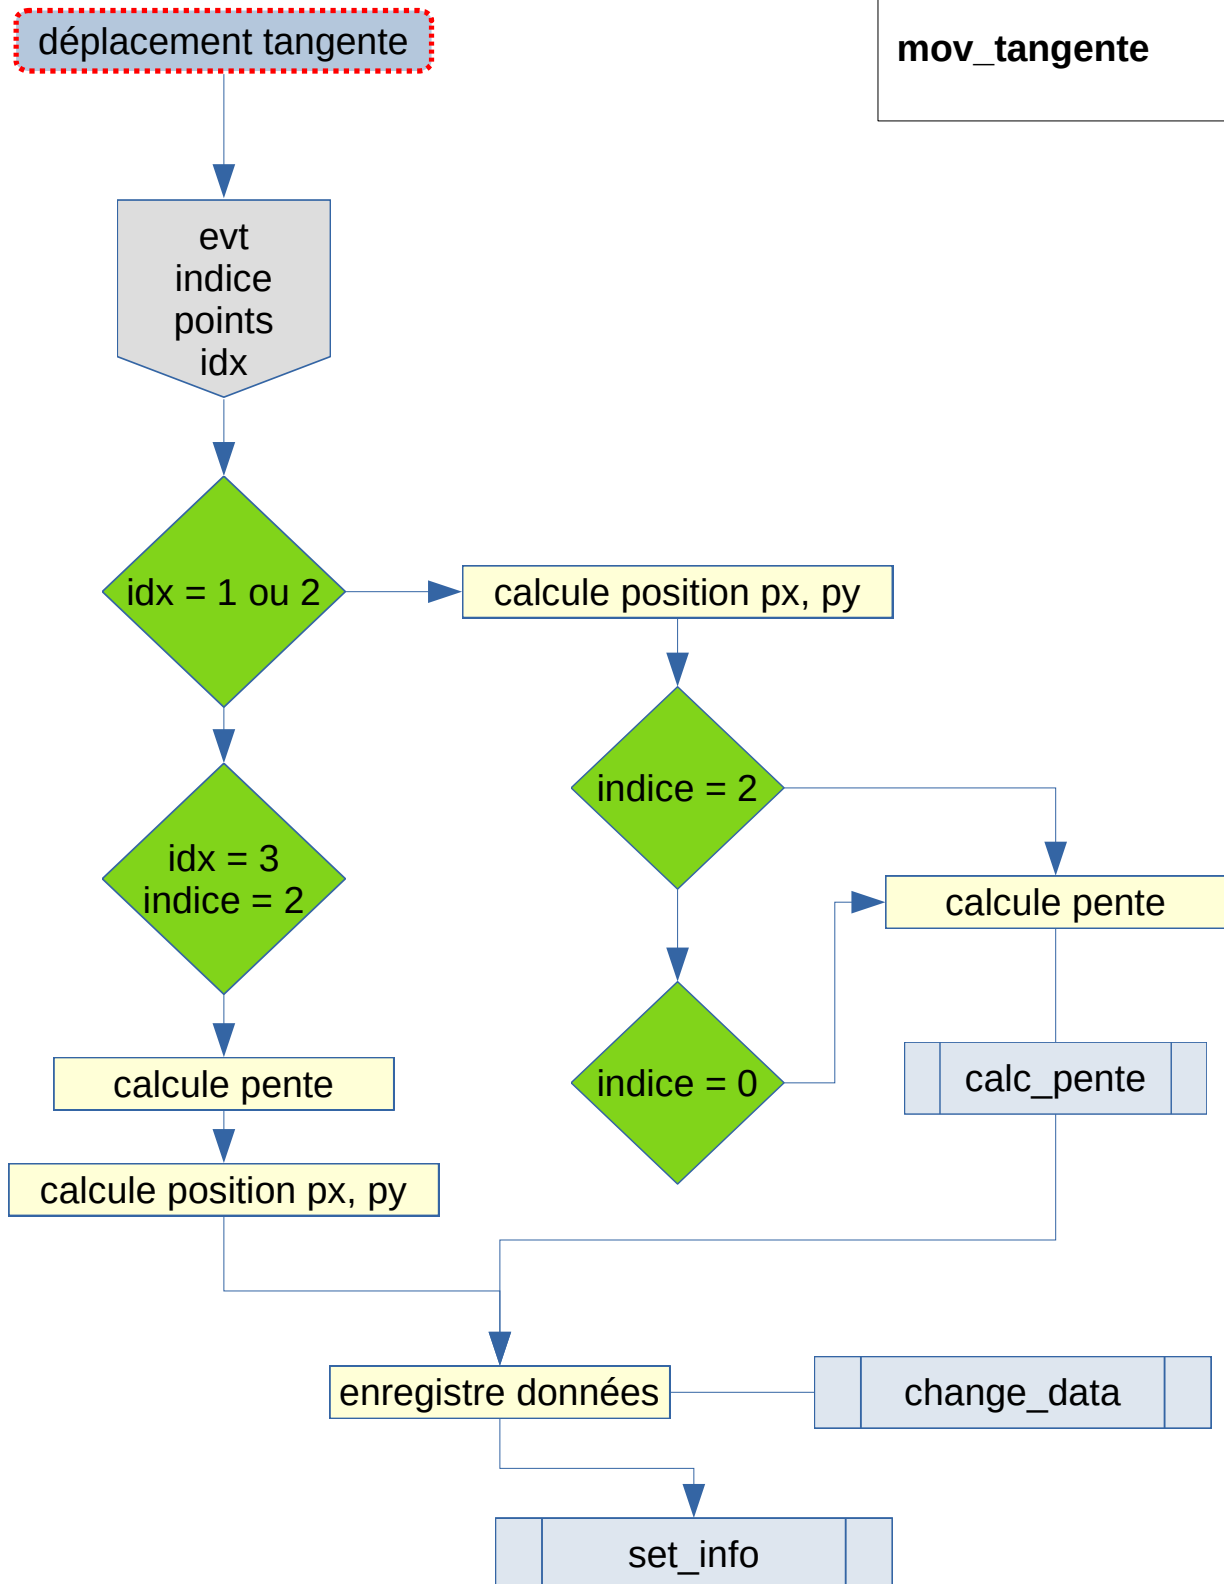 déplacement tangente
mov_tangente
evt
indice
points
idx
idx = 1 ou 2
calcule position px, py
indice = 2
idx = 3
indice = 2
calcule pente
indice = 0
calc_pente
calcule pente
calcule position px, py
enregistre données
change_data
set_info